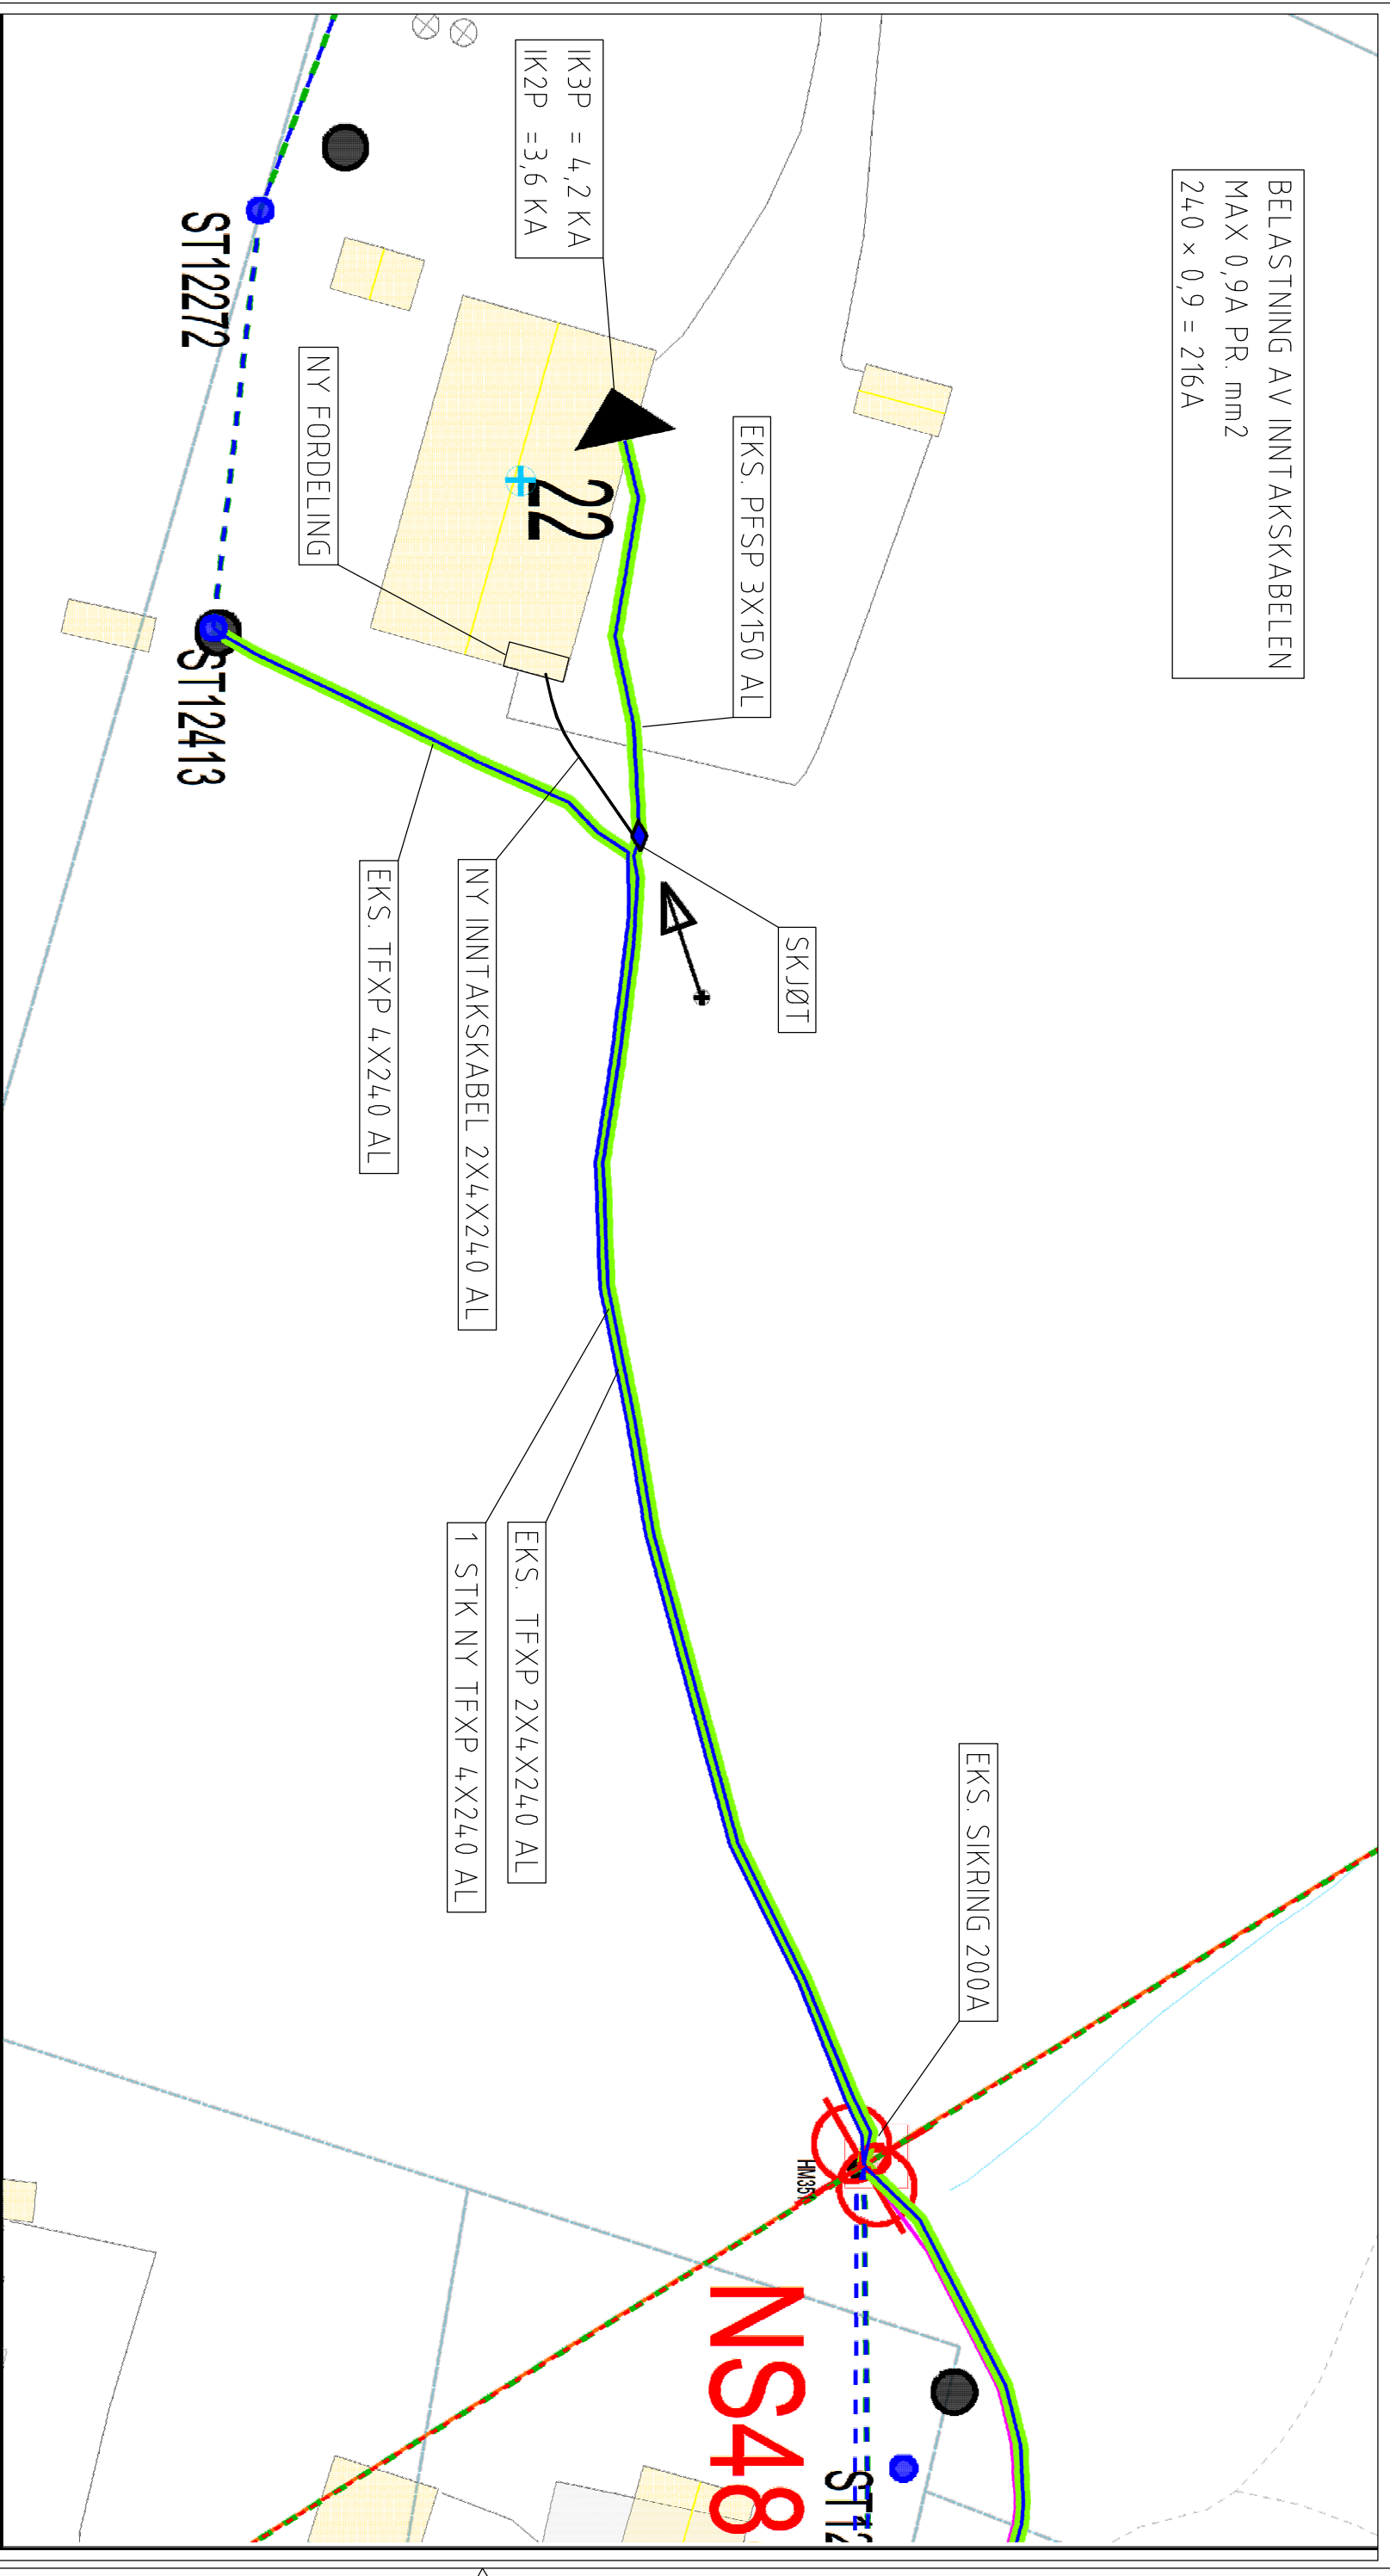 BELASTNING AV INNTAKSKABELEN
MAX 0,9A PR. mm2
240 × 0,9 = 216A
IK3P = 4,2 KA
IK2P =3,6 KA
EKS. PFSP 3X150 AL
22
NY FORDELING
ST12272
ST12413
SKJØT
NY INNTAKSKABEL 2X4X240 AL
EKS. TFXP 4X240 AL
EKS. TFXP 2X4X240 AL
1 STK NY TFXP 4X240 AL
EKS. SIKRING 200A
NS48